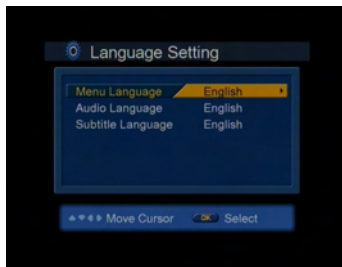 Language Setting
Menu Language English
Audio Language English
Subtitle Language English
Move Cursor OK Select